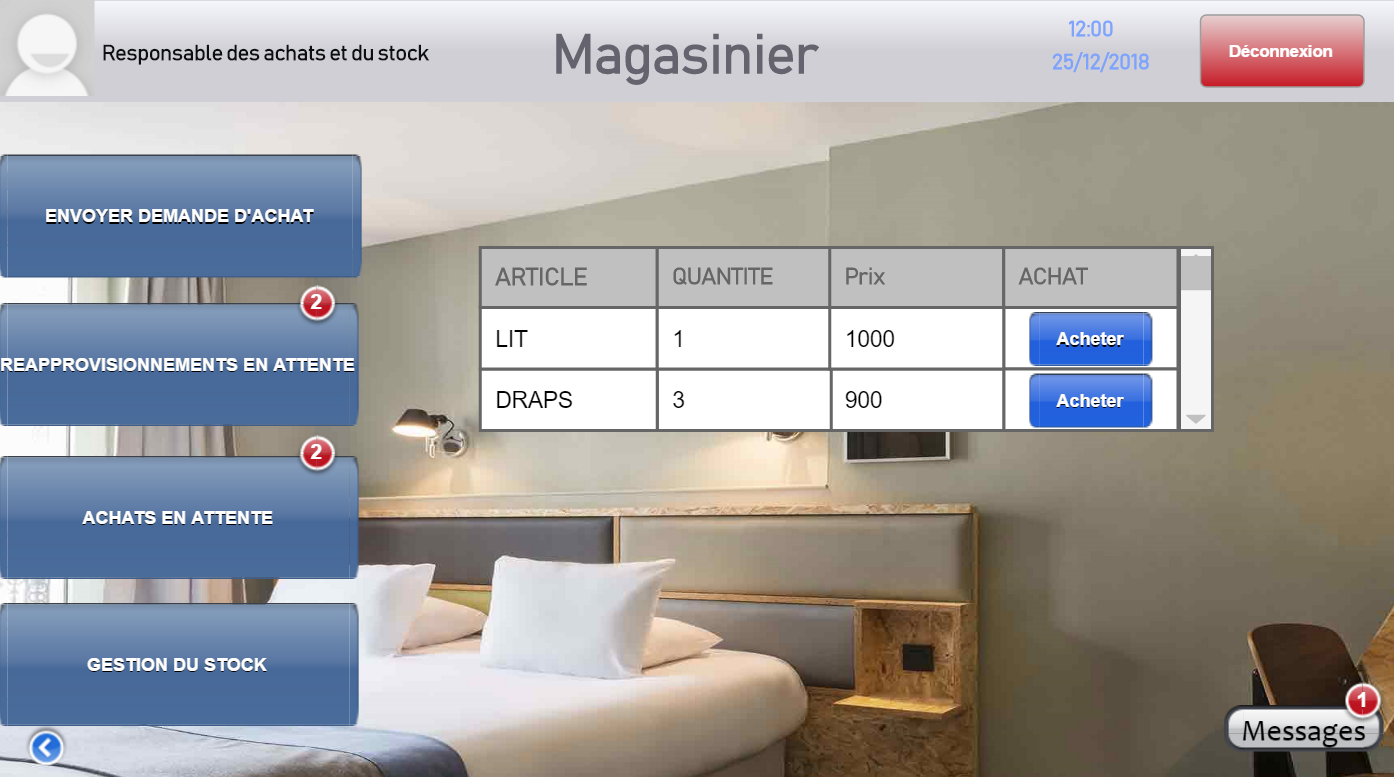 Responsable des achats et du stock
Magasinier
12:00
25/12/2018
Déconnexion
ENVOYER DEMANDE D'ACHAT
2
REAPPROVISIONNEMENTS EN ATTENTE
2
ACHATS EN ATTENTE
GESTION DU STOCK
ARTICLE QUANTITE Prix ACHAT
LIT 1 1000 Acheter
DRAPS 3 900 Acheter
1
Messages